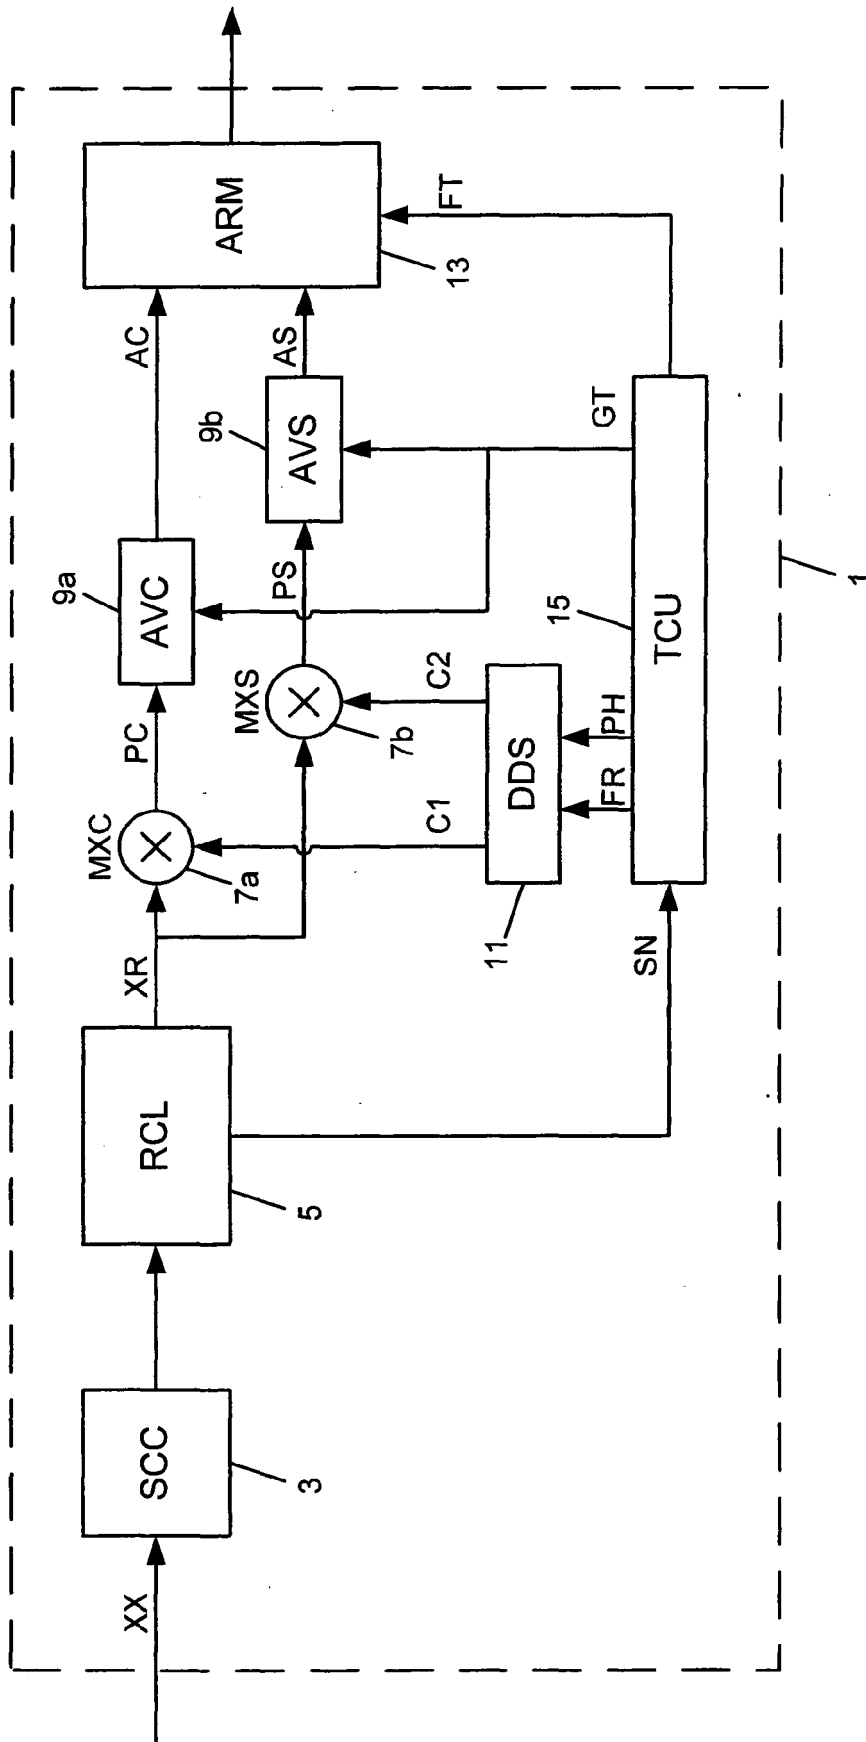 XX
SCC
3
RCL
5
XR
SN
MXC
7a
PC
AVC
9a
AC
MXS
7b
PS
AVS
9b
AS
ARM
13
C1
C2
DDS
11
FR
PH
TCU
15
GT
FT
1